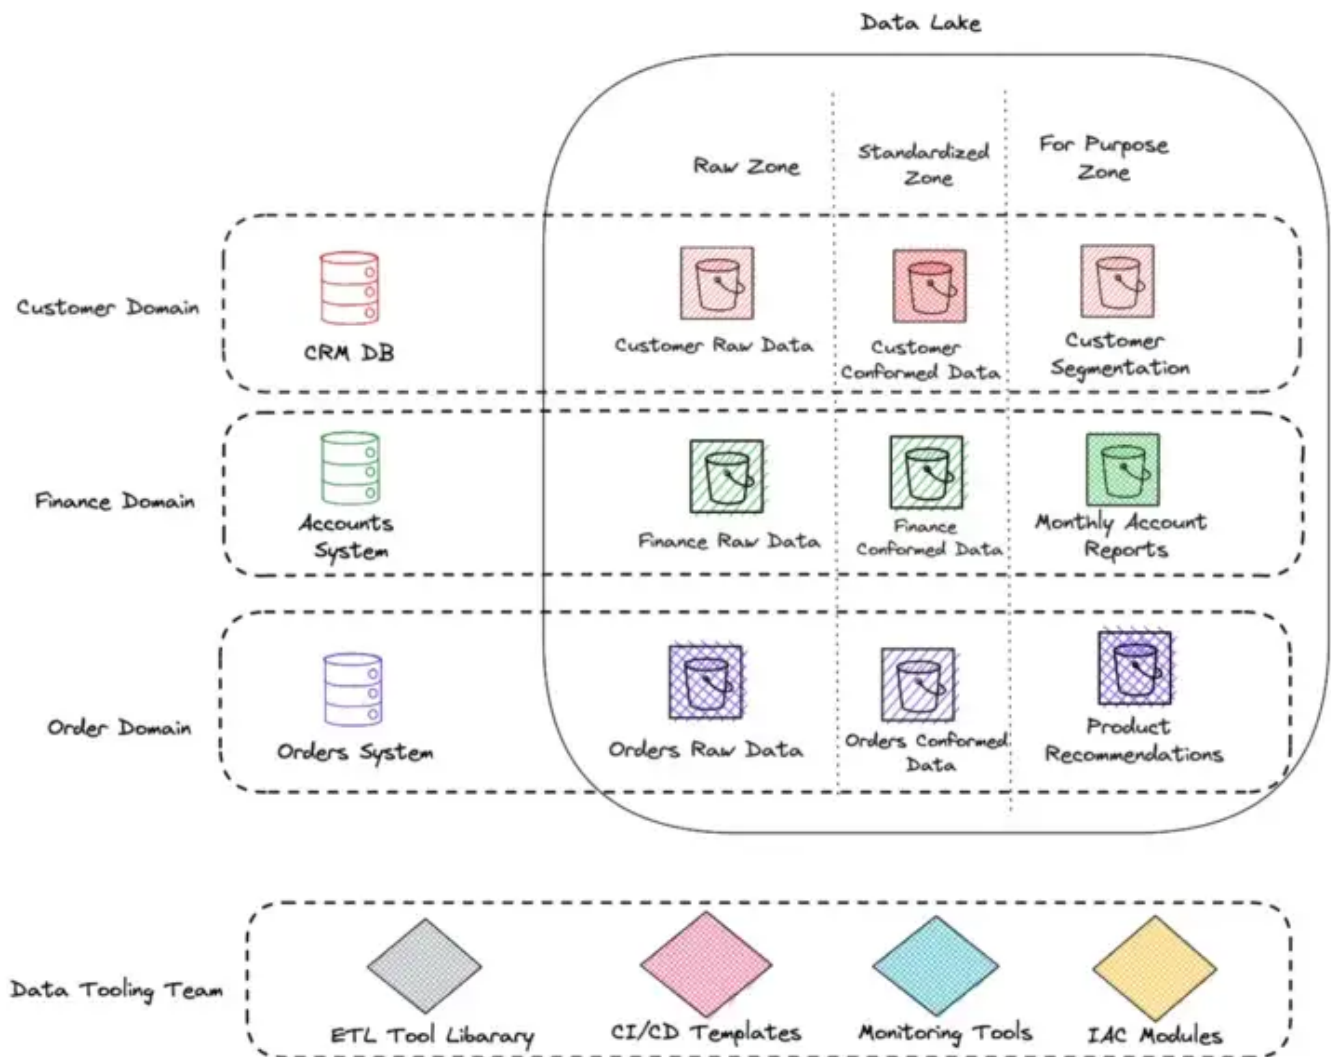 Data Lake
Raw Zone
Standardized
Zone
For Purpose
Zone
Customer Domain
CRM DB
Customer Raw Data
Customer
Conformed Data
Customer
Segmentation
Finance Domain
Accounts
System
Finance Raw Data
Finance
Conformed Data
Monthly Account
Reports
Order Domain
Orders System
Orders Raw Data
Orders Conformed
Data
Product
Recommendations
Data Tooling Team
ETL Tool Libarary
CI/CD Templates
Monitoring Tools
IAC Modules